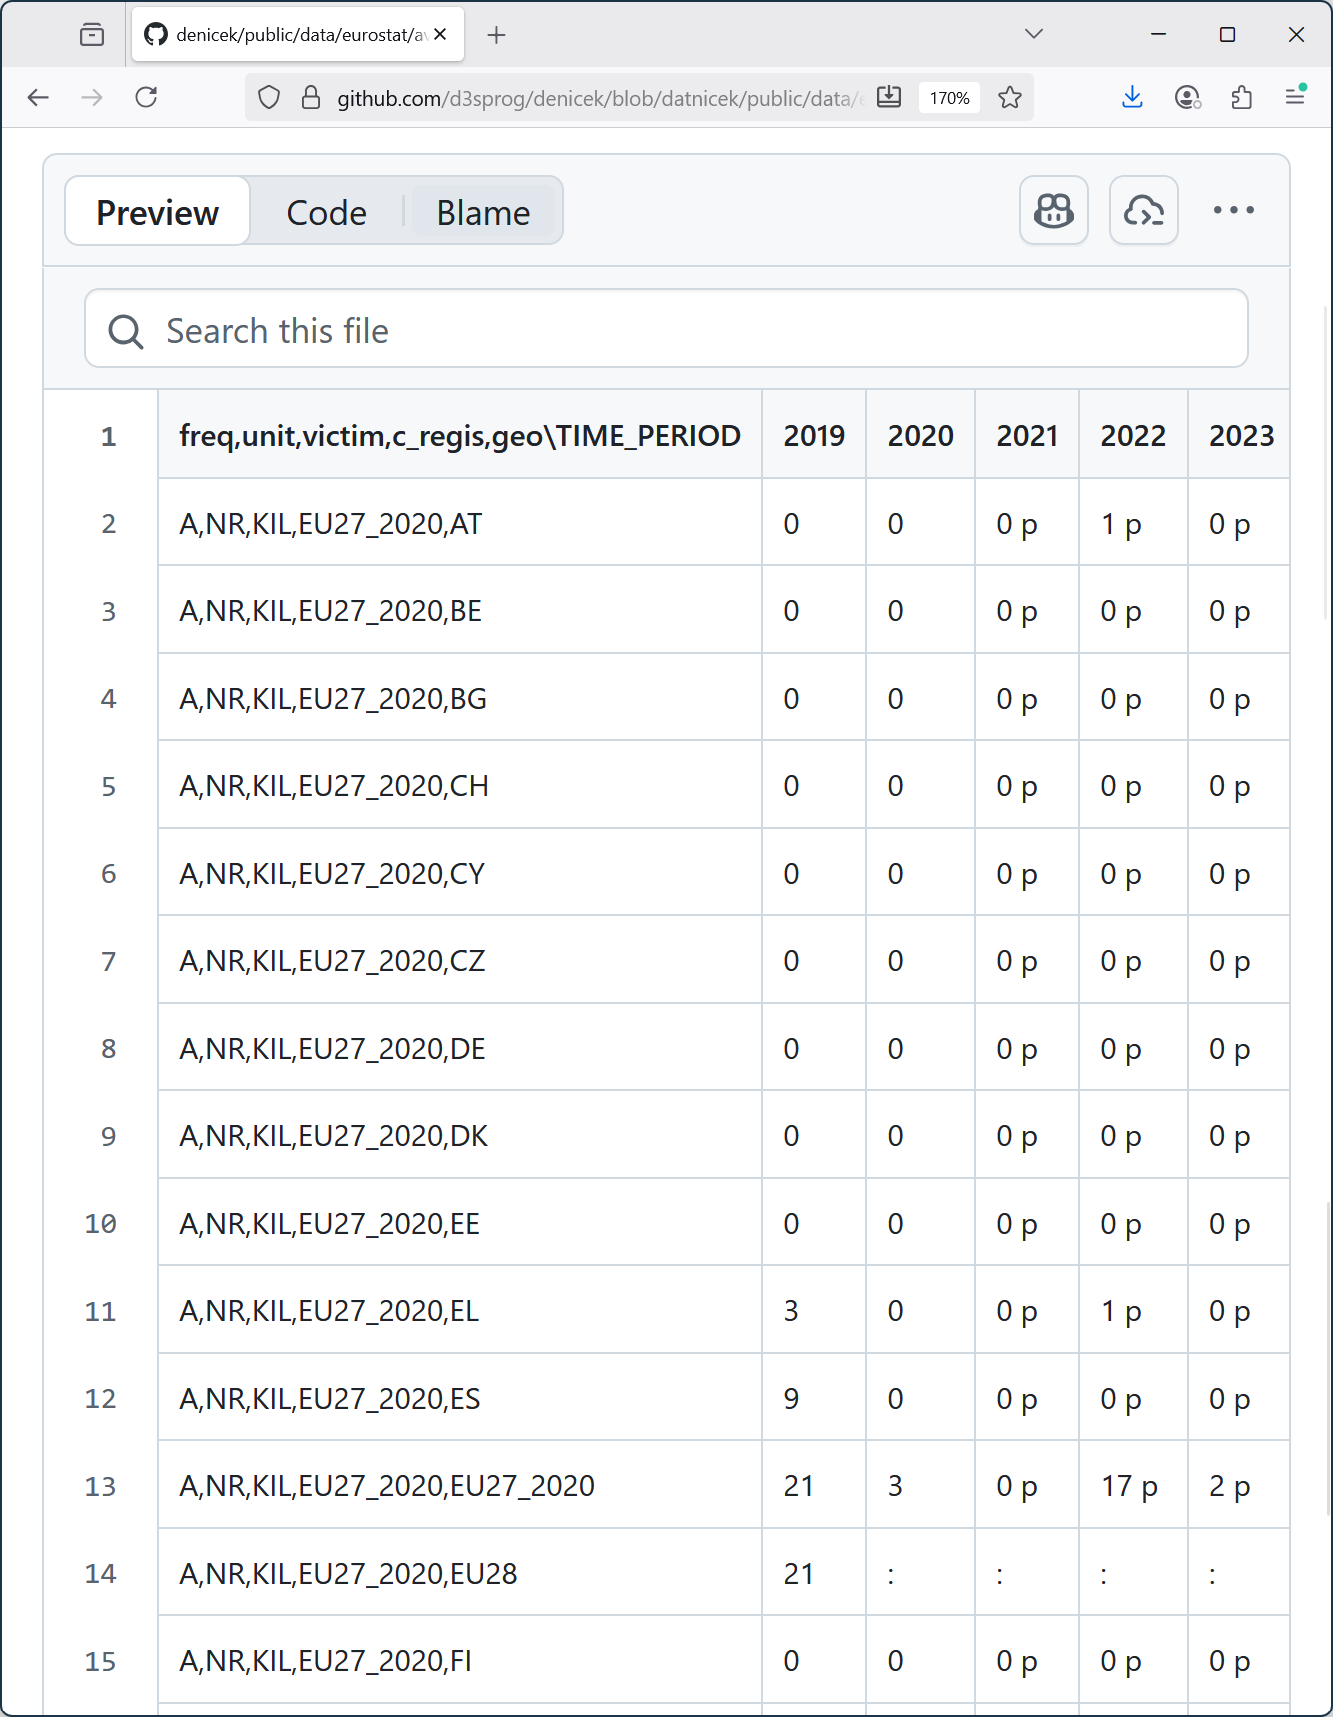 denicek/public/data/eurostat/av
github.com/d3sprog/denicek/blob/datnicek/public/data/e
170%
Preview
Code
Blame
Search this file
1 freq,unit,victim,c_regis,geo\TIME_PERIOD 2019 2020 2021 2022 2023
2 A,NR,KIL,EU27_2020,AT 0 0 0 p 1 p 0 p
3 A,NR,KIL,EU27_2020,BE 0 0 0 p 0 p 0 p
4 A,NR,KIL,EU27_2020,BG 0 0 0 p 0 p 0 p
5 A,NR,KIL,EU27_2020,CH 0 0 0 p 0 p 0 p
6 A,NR,KIL,EU27_2020,CY 0 0 0 p 0 p 0 p
7 A,NR,KIL,EU27_2020,CZ 0 0 0 p 0 p 0 p
8 A,NR,KIL,EU27_2020,DE 0 0 0 p 0 p 0 p
9 A,NR,KIL,EU27_2020,DK 0 0 0 p 0 p 0 p
10 A,NR,KIL,EU27_2020,EE 0 0 0 p 0 p 0 p
11 A,NR,KIL,EU27_2020,EL 3 0 0 p 1 p 0 p
12 A,NR,KIL,EU27_2020,ES 9 0 0 p 0 p 0 p
13 A,NR,KIL,EU27_2020,EU27_2020 21 3 0 p 17 p 2 p
14 A,NR,KIL,EU27_2020,EU28 21 : : : :
15 A,NR,KIL,EU27_2020,FI 0 0 0 p 0 p 0 p